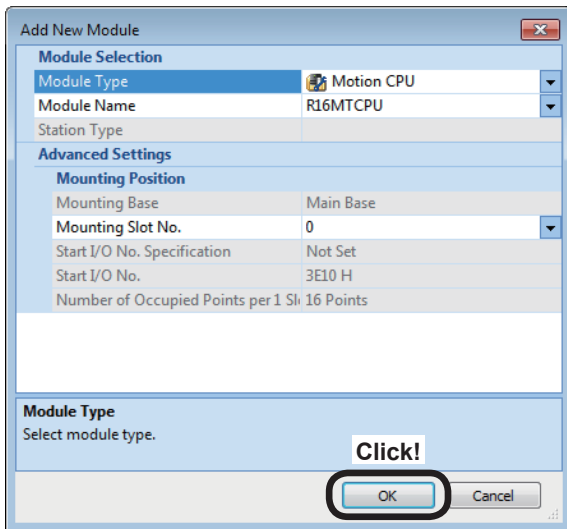 Add New Module
Module Selection
Module Type Motion CPU
Module Name R16MTCPU
Station Type
Advanced Settings
Mounting Position
Mounting Base Main Base
Mounting Slot No. 0
Start I/O No. Specification Not Set
Start I/O No. 3E10 H
Number of Occupied Points per 1 Sl 16 Points
Module Type
Select module type.
Click!
OK Cancel